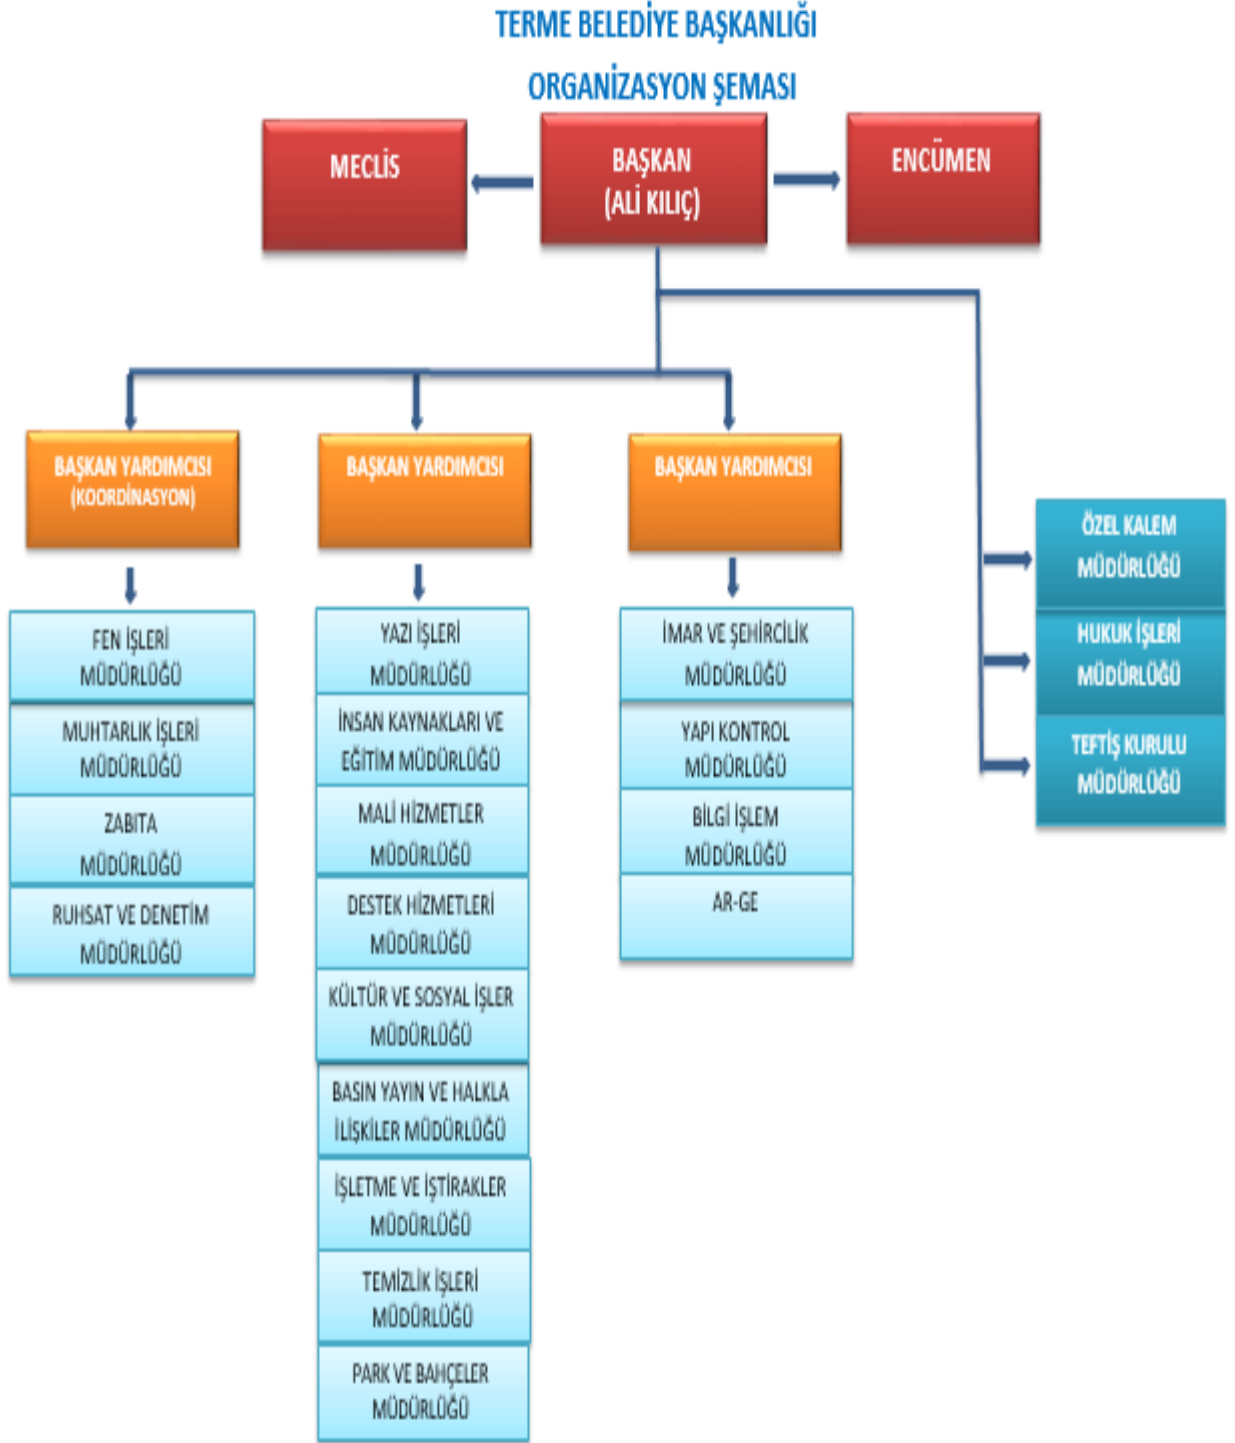 TERME BELEDİYE BAŞKANLIĞI
ORGANİZASYON ŞEMASI
MECLİS
BAŞKAN
(ALİ KILIÇ)
ENCÜMEN
BAŞKAN YARDIMCISI
(KOORDİNASYON)
BAŞKAN YARDIMCISI
BAŞKAN YARDIMCISI
ÖZEL KALEM
MÜDÜRLÜĞÜ
HUKUK İŞLERİ
MÜDÜRLÜĞÜ
TEFTİŞ KURULU
MÜDÜRLÜĞÜ
FEN İŞLERİ
MÜDÜRLÜĞÜ
MUHTARLIK İŞLERİ
MÜDÜRLÜĞÜ
ZABITA
MÜDÜRLÜĞÜ
RUHSAT VE DENETİM
MÜDÜRLÜĞÜ
YAZI İŞLERİ
MÜDÜRLÜĞÜ
İNSAN KAYNAKLARI VE
EĞİTİM MÜDÜRLÜĞÜ
MALİ HİZMETLER
MÜDÜRLÜĞÜ
DESTEK HİZMETLERİ
MÜDÜRLÜĞÜ
KÜLTÜR VE SOSYAL İŞLER
MÜDÜRLÜĞÜ
BASIN YAYIN VE HALKLA
İLİŞKİLER MÜDÜRLÜĞÜ
İŞLETME VE İŞTİRAKLER
MÜDÜRLÜĞÜ
TEMİZLİK İŞLERİ
MÜDÜRLÜĞÜ
PARK VE BAHÇELER
MÜDÜRLÜĞÜ
İMAR VE ŞEHİRCİLİK
MÜDÜRLÜĞÜ
YAPI KONTROL
MÜDÜRLÜĞÜ
BİLGİ İŞLEM
MÜDÜRLÜĞÜ
AR-GE